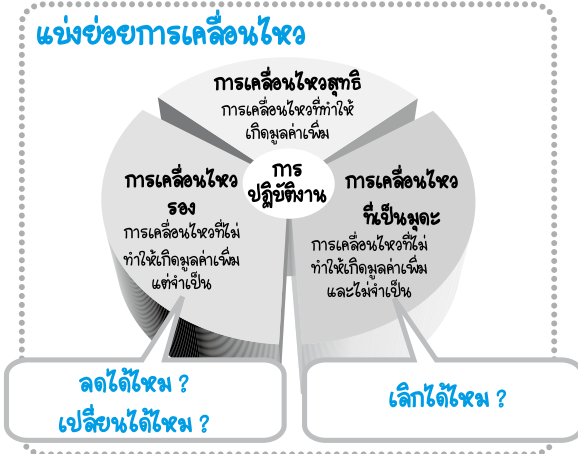 แบ่งย่อยการเคลื่อนไหว
การเคลื่อนไหวสุทธิ
การเคลื่อนไหวที่ทำให้
เกิดมูลค่าเพิ่ม
การ
ปฏิบัติงาน
การเคลื่อนไหว
รอง
การเคลื่อนไหวที่ไม่
ทำให้เกิดมูลค่าเพิ่ม
แต่จำเป็น
การเคลื่อนไหว
ที่เป็นมุดะ
การเคลื่อนไหวที่ไม่
ทำให้เกิดมูลค่าเพิ่ม
และไม่จำเป็น
ลดได้ไหม ?
เปลี่ยนได้ไหม ?
เลิกได้ไหม ?